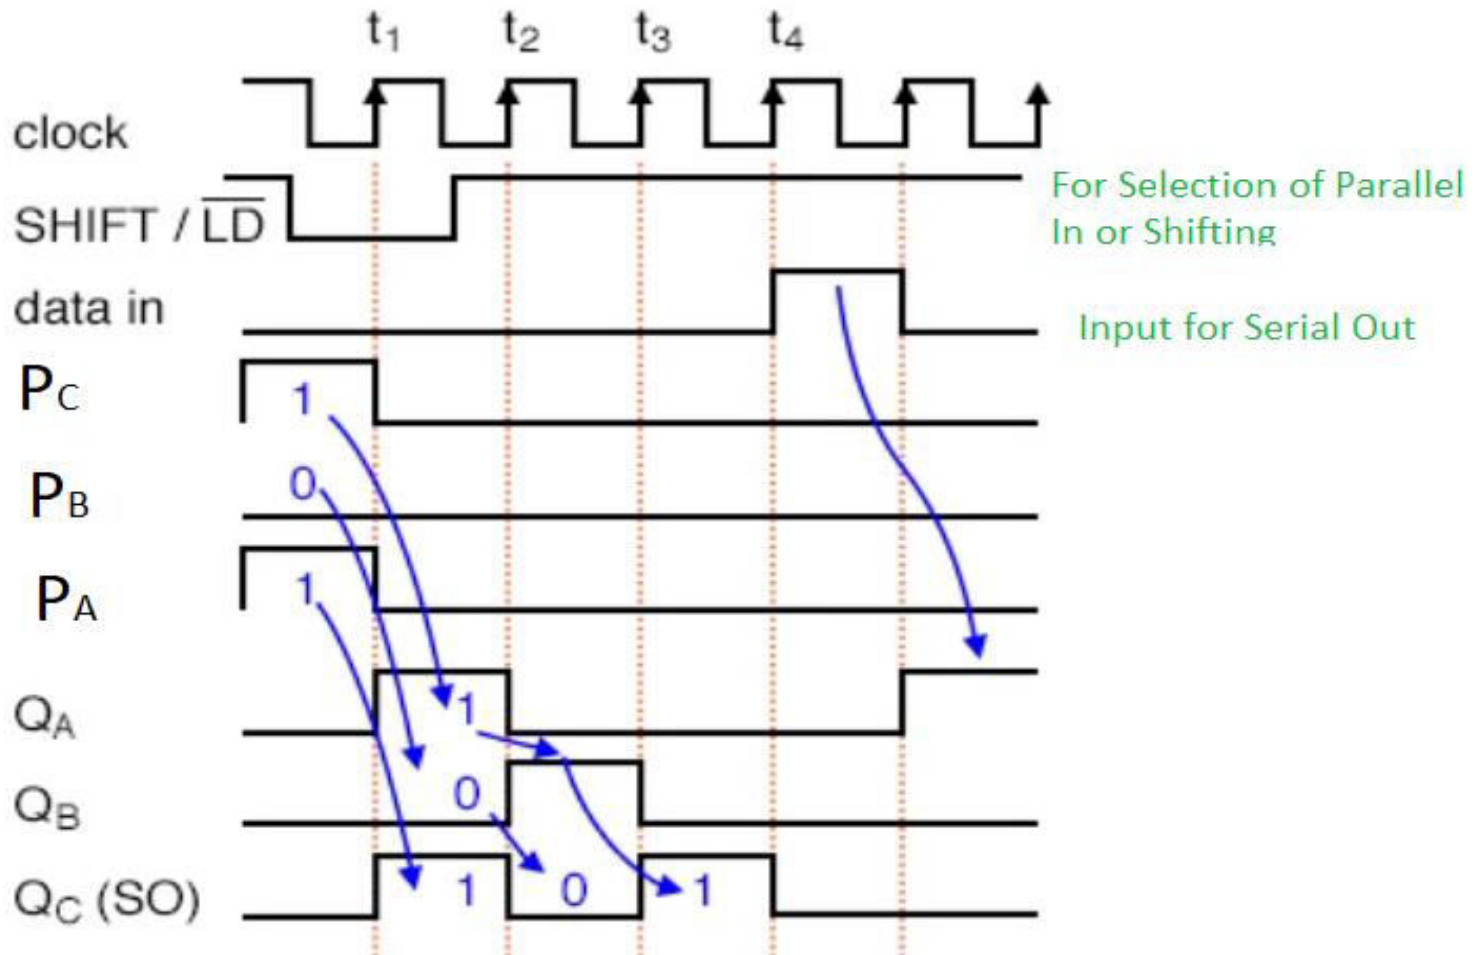 t₁ t₂ t₃ t₄
clock
SHIFT / L̅D̅
For Selection of Parallel
In or Shifting
data in
Input for Serial Out
PC
1
PB
0
PA
1
QA
1
QB
0
QC (SO)
1 0 1